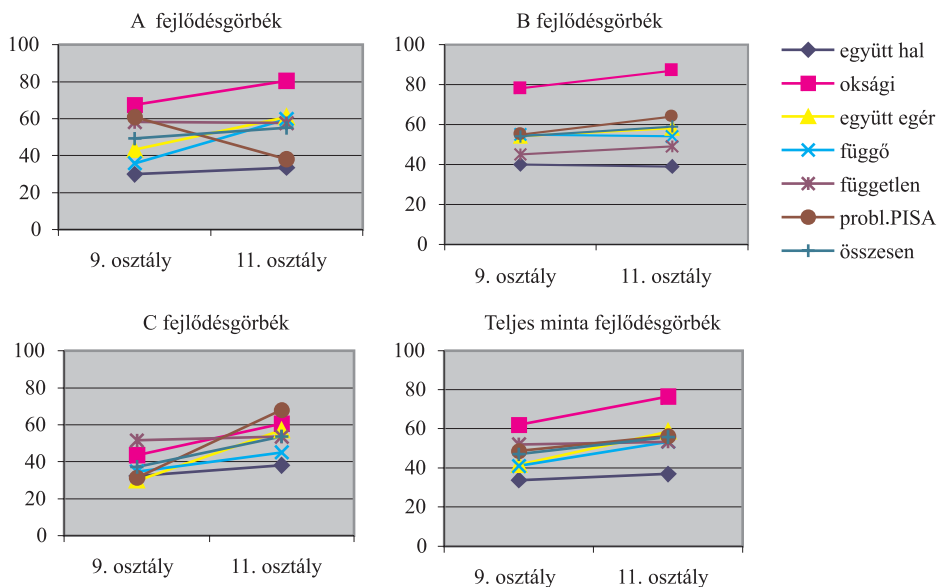 A fejlődésgörbék
100
80
60
40
20
0
9. osztály 11. osztály
B fejlődésgörbék
100
80
60
40
20
0
9. osztály 11. osztály
együtt hal
oksági
együtt egér
függő
független
probl.PISA
összesen
C fejlődésgörbék
100
80
60
40
20
0
9. osztály 11. osztály
Teljes minta fejlődésgörbék
100
80
60
40
20
0
9. osztály 11. osztály